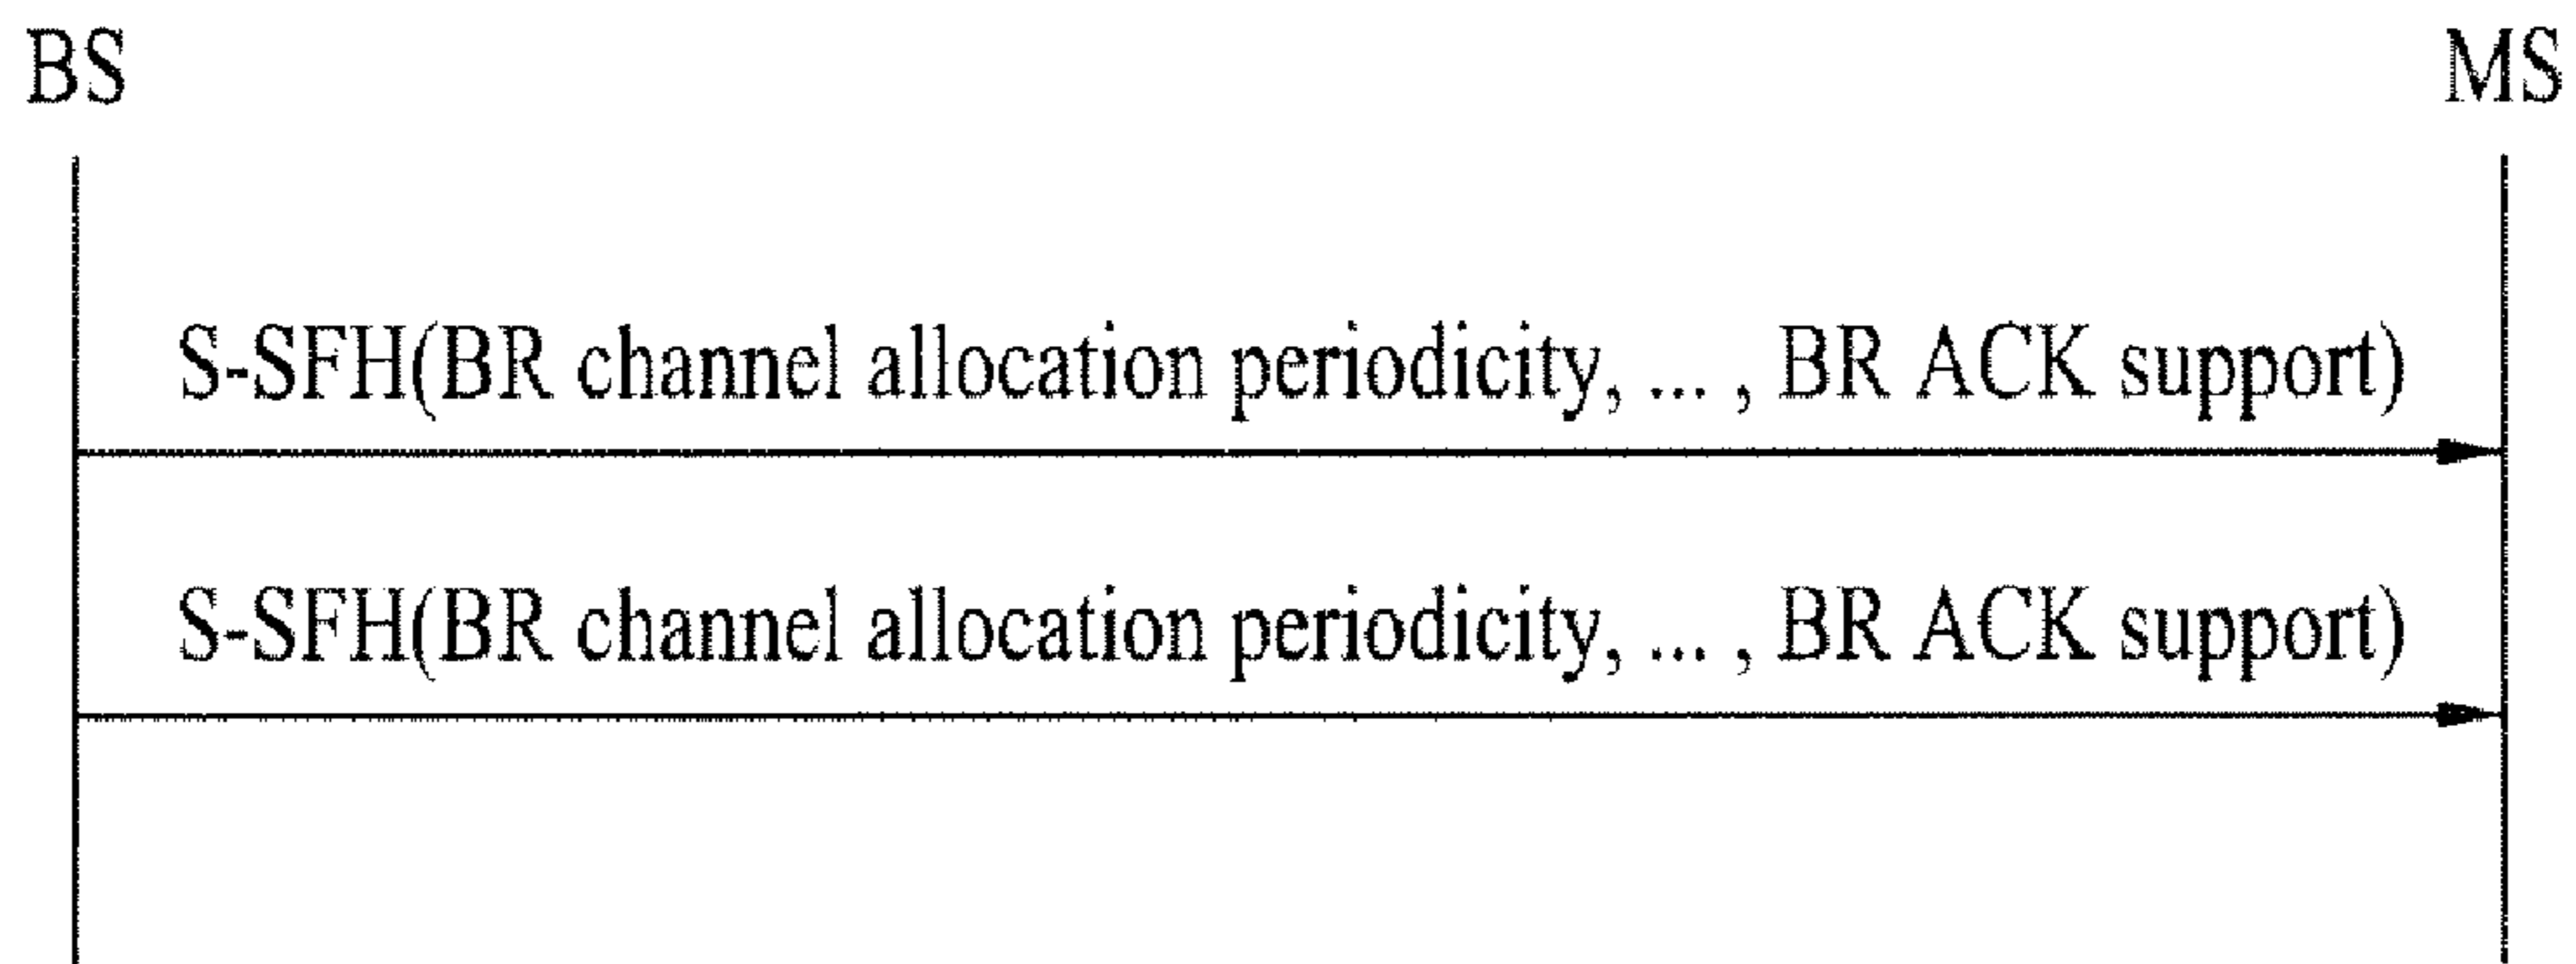 BS MS
S-SFH(BR channel allocation periodicity, ... , BR ACK support)
S-SFH(BR channel allocation periodicity, ... , BR ACK support)